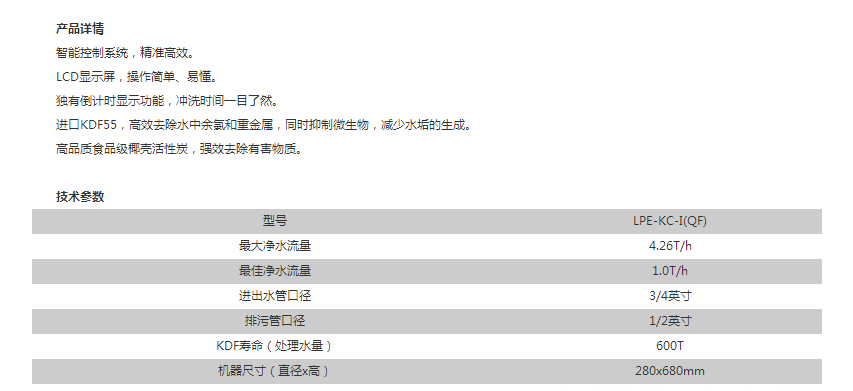 产品详情
智能控制系统，精准高效。
LCD显示屏，操作简单、易懂。
独有倒计时显示功能，冲洗时间一目了然。
进口KDF55，高效去除水中余氯和重金属，同时抑制微生物，减少水垢的生成。
高品质食品级椰壳活性炭，强效去除有害物质。
技术参数
型号 LPE-KC-I(QF)
最大净水流量 4.26T/h
最佳净水流量 1.0T/h
进出水管口径 3/4英寸
排污管口径 1/2英寸
KDF寿命（处理水量） 600T
机器尺寸（直径x高） 280x680mm